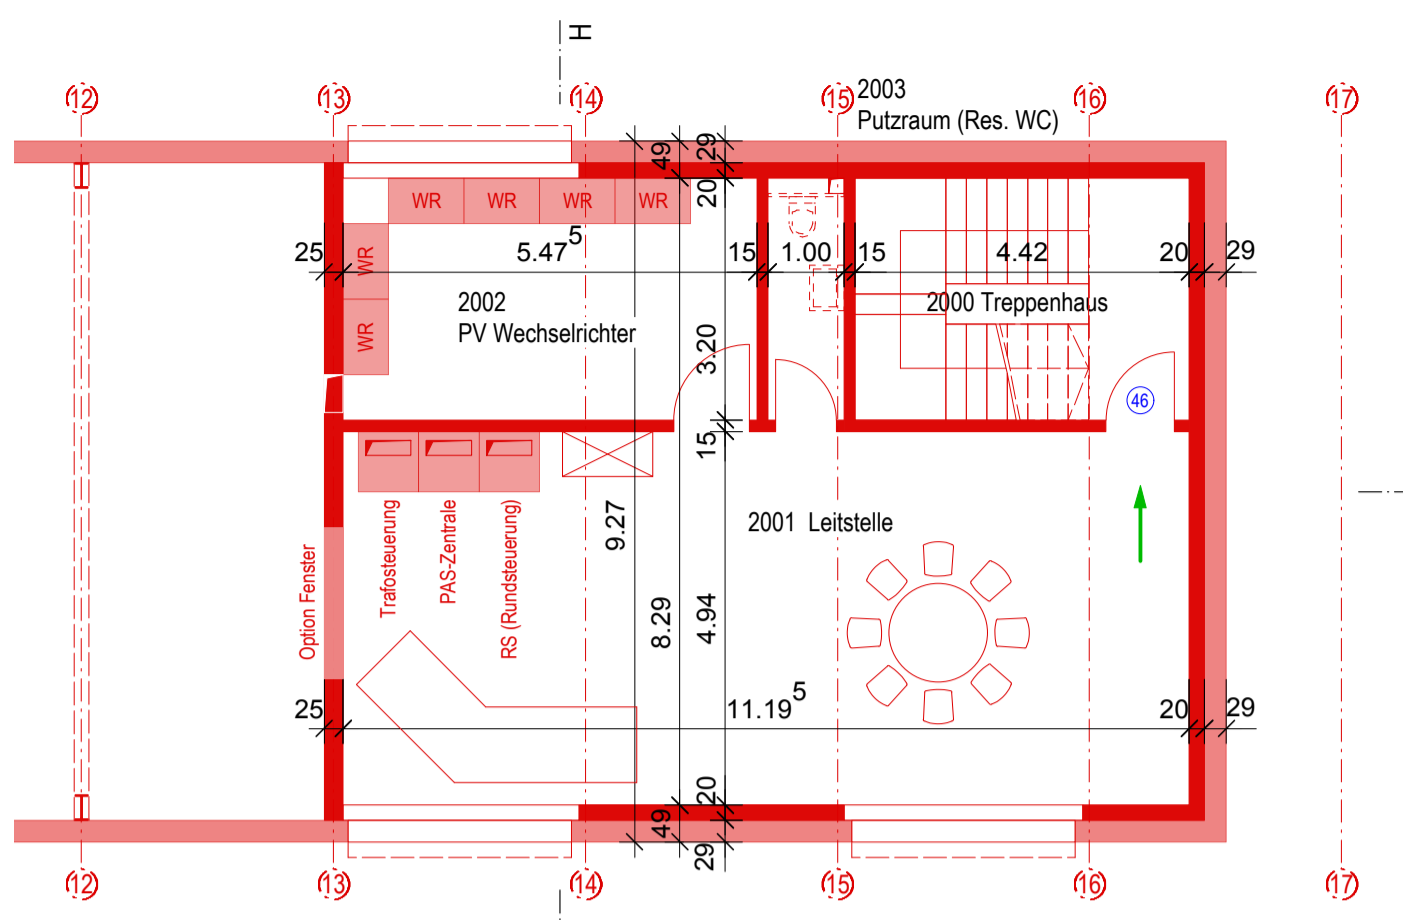 H
12
13
14
15
16
17
2003
Putzraum (Res. WC)
49
29
20
WR
WR
WR
WR
WR
WR
25
5.47⁵
15
1.00
15
4.42
20
29
2002
PV Wechselrichter
2000 Treppenhaus
3.20
46
15
Trafosteuerung
PAS-Zentrale
RS (Rundsteuerung)
Option Fenster
9.27
8.29
4.94
2001 Leitstelle
25
11.19⁵
20
29
20
49
29
12
13
14
15
16
17